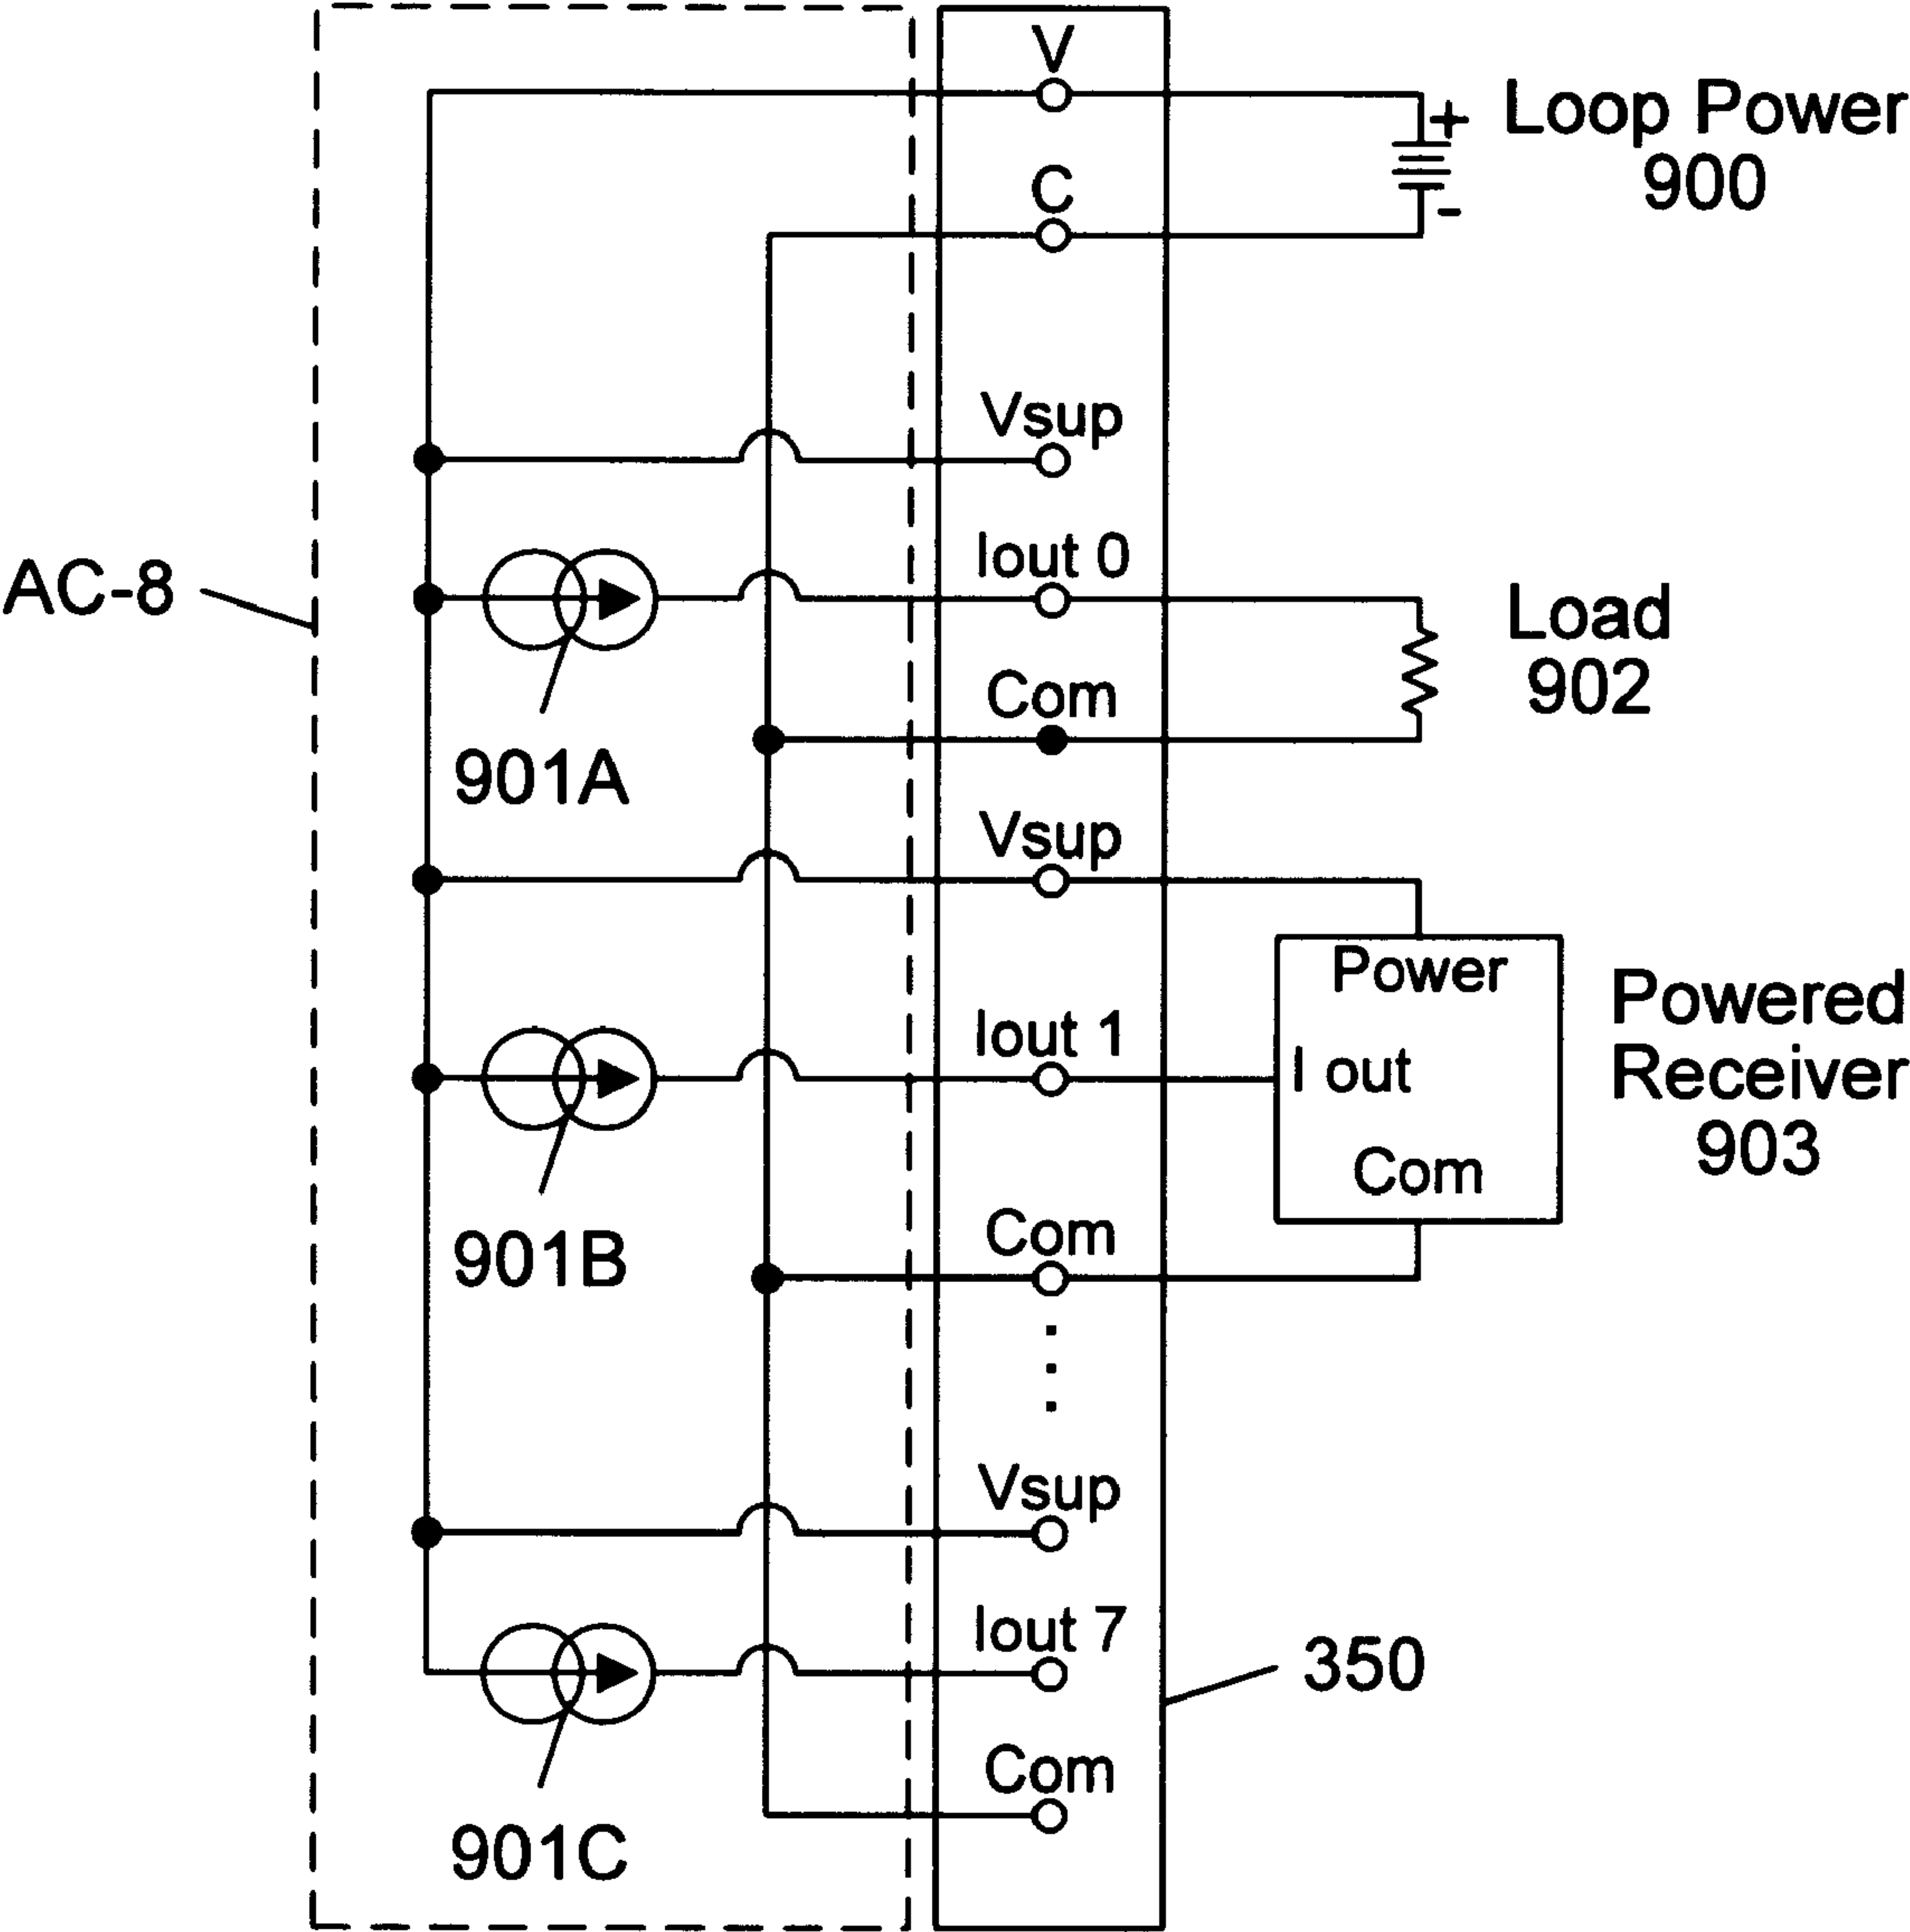 V
+
Loop Power
900
C
-
Vsup
Iout 0
AC-8
Load
902
Com
901A
Vsup
Power
Powered
Receiver
903
Iout 1
I out
Com
Com
901B
Vsup
Iout 7
350
Com
901C